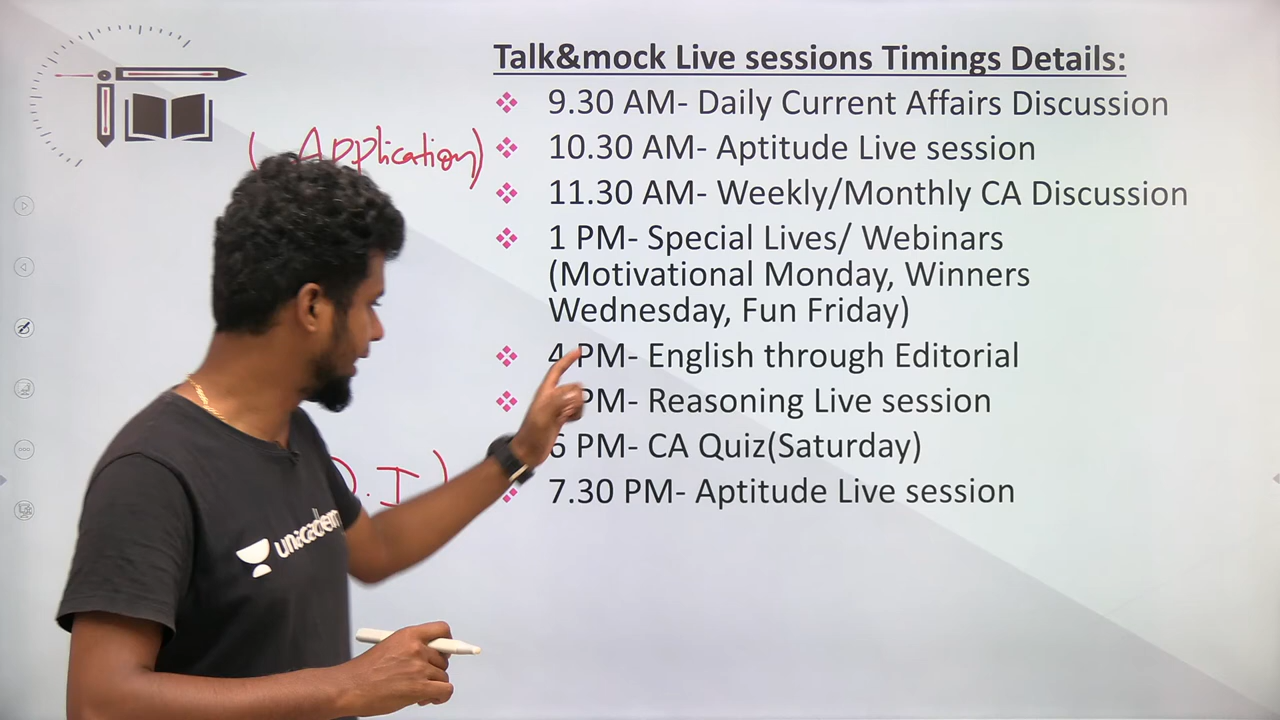 Talk&mock Live sessions Timings Details:
9.30 AM- Daily Current Affairs Discussion
(Application)
10.30 AM- Aptitude Live session
11.30 AM- Weekly/Monthly CA Discussion
1 PM- Special Lives/ Webinars
(Motivational Monday, Winners
Wednesday, Fun Friday)
4 PM- English through Editorial
PM- Reasoning Live session
6 PM- CA Quiz(Saturday)
D.I)
7.30 PM- Aptitude Live session
unacademy